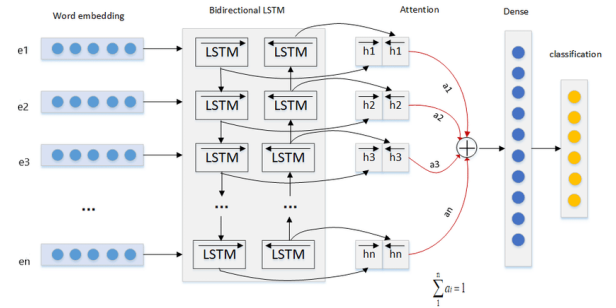 Word embedding Bidirectional LSTM Attention Dense
classification
e1 LSTM LSTM h1 h1
a1
e2 LSTM LSTM h2 h2
a2
e3 LSTM LSTM h3 h3
a3
... ... ...
an
en LSTM LSTM hn hn
n
∑ ai = 1
1